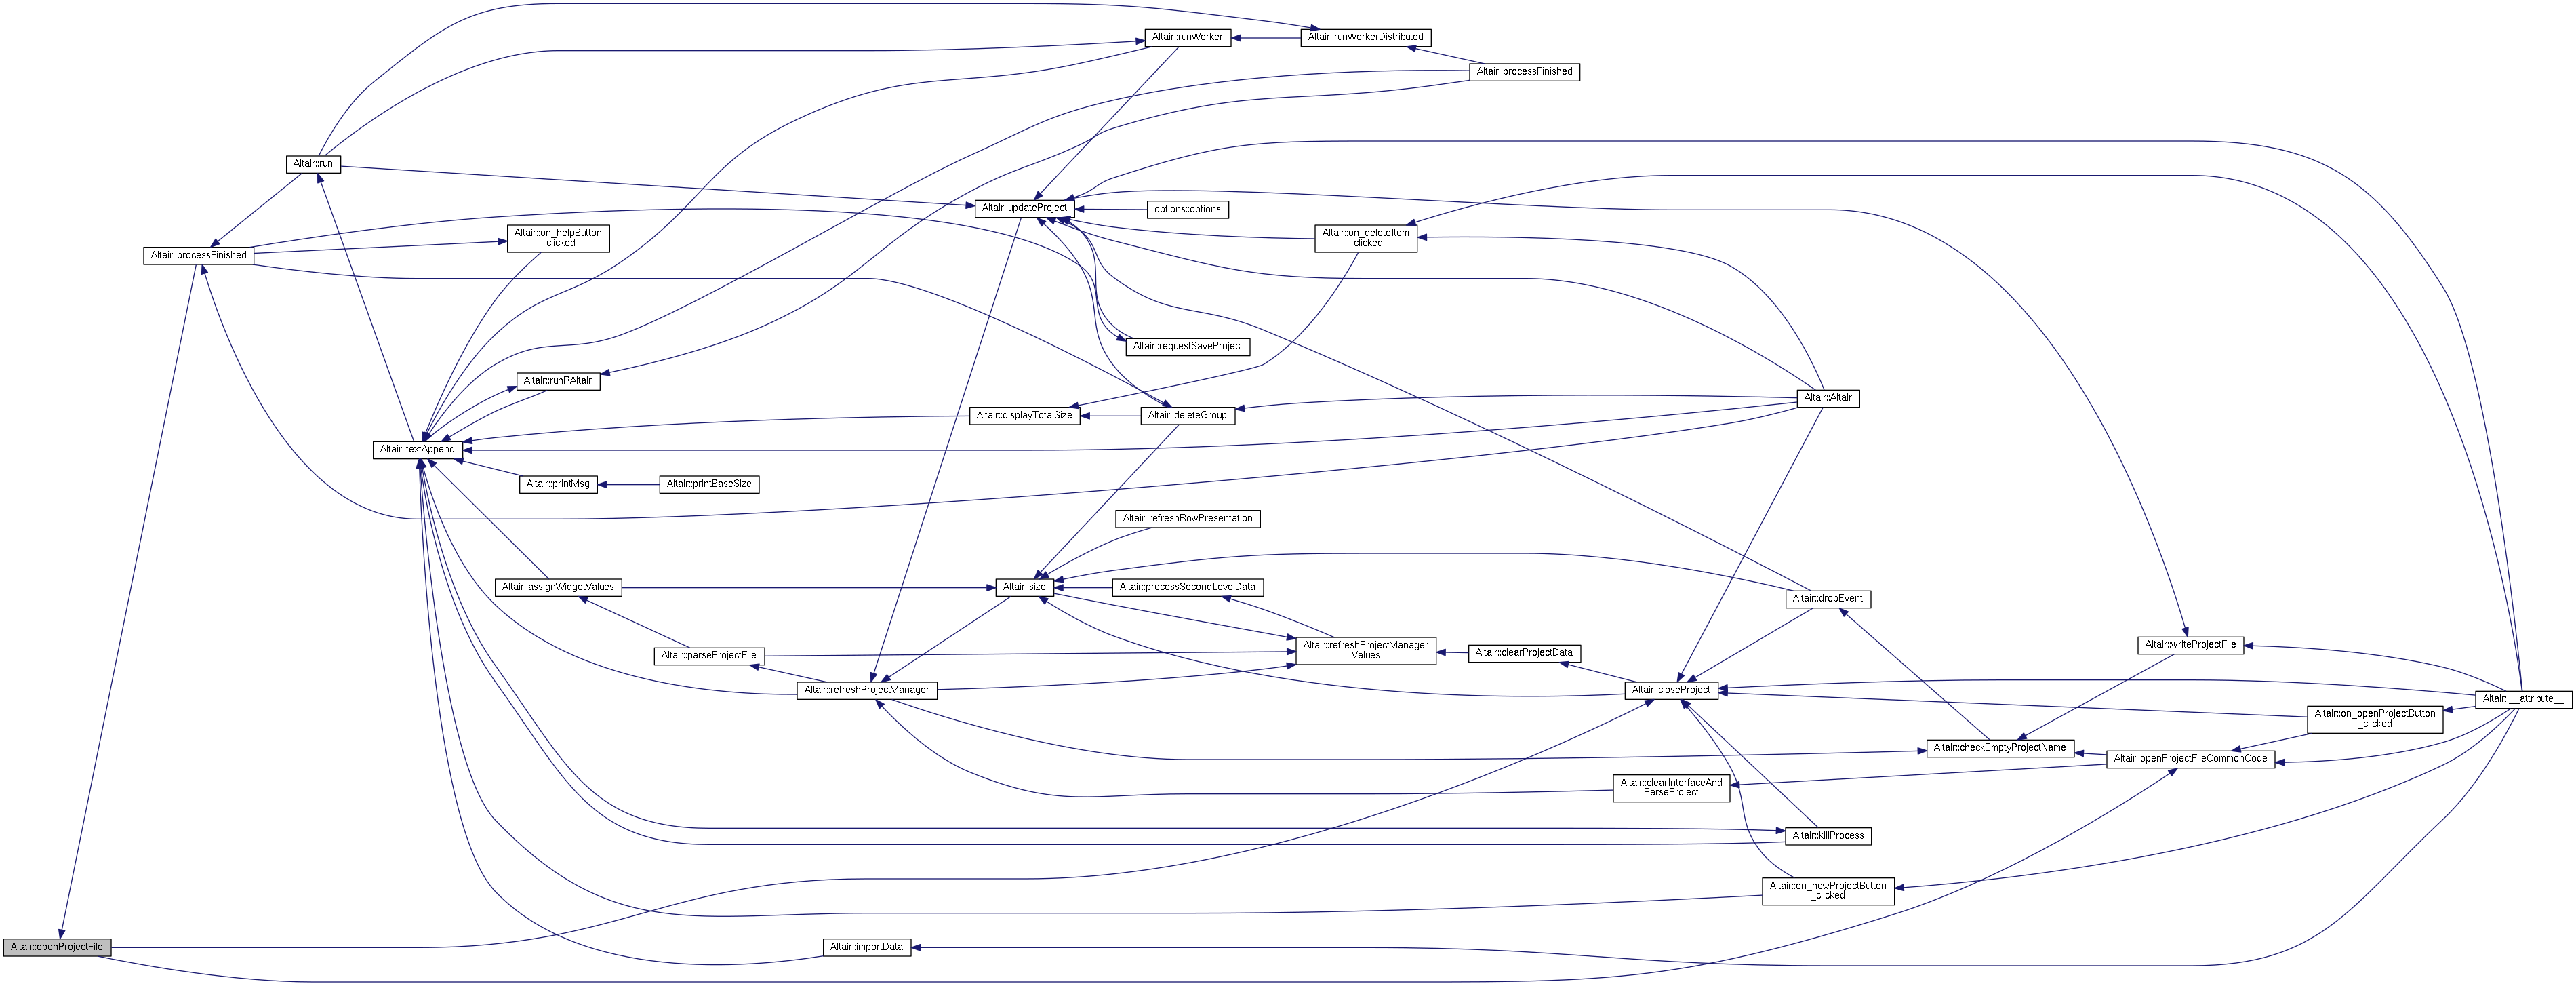 Altair::runWorker
Altair::runWorkerDistributed
Altair::processFinished
Altair::run
Altair::updateProject
options::options
Altair::on_helpButton
_clicked
Altair::on_deleteItem
_clicked
Altair::processFinished
Altair::requestSaveProject
Altair::runRAltair
Altair::Altair
Altair::displayTotalSize
Altair::deleteGroup
Altair::textAppend
Altair::printMsg
Altair::printBaseSize
Altair::refreshRowPresentation
Altair::assignWidgetValues
Altair::size
Altair::processSecondLevelData
Altair::dropEvent
Altair::writeProjectFile
Altair::refreshProjectManager
Values
Altair::clearProjectData
Altair::parseProjectFile
Altair::refreshProjectManager
Altair::closeProject
Altair::__attribute__
Altair::on_openProjectButton
_clicked
Altair::checkEmptyProjectName
Altair::openProjectFileCommonCode
Altair::clearInterfaceAnd
ParseProject
Altair::killProcess
Altair::on_newProjectButton
_clicked
Altair::openProjectFile
Altair::importData